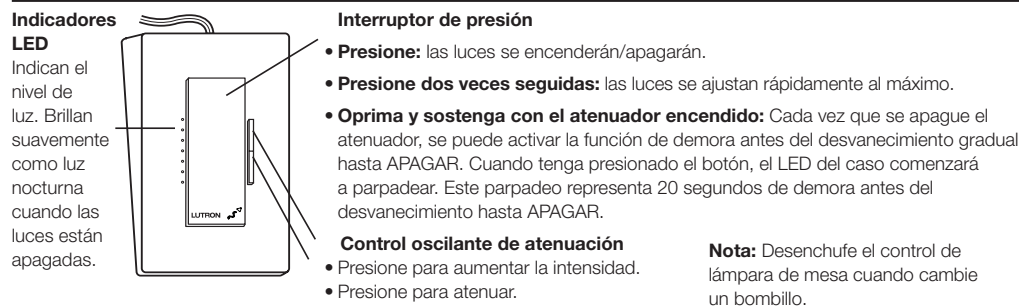 Indicadores
LED
Indican el
nivel de
luz. Brillan
suavemente
como luz
nocturna
cuando las
luces están
apagadas.
LUTRON
Interruptor de presión
• Presione: las luces se encenderán/apagarán.
• Presione dos veces seguidas: las luces se ajustan rápidamente al máximo.
• Oprima y sostenga con el atenuador encendido: Cada vez que se apague el
atenuador, se puede activar la función de demora antes del desvanecimiento gradual
hasta APAGAR. Cuando tenga presionado el botón, el LED del caso comenzará
a parpadear. Este parpadeo representa 20 segundos de demora antes del
desvanecimiento hasta APAGAR.
Control oscilante de atenuación
• Presione para aumentar la intensidad.
• Presione para atenuar.
Nota: Desenchufe el control de
lámpara de mesa cuando cambie
un bombillo.